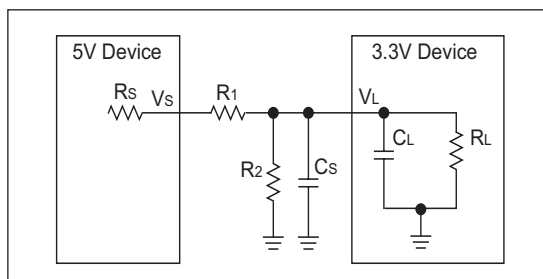 5V Device
3.3V Device
RS
VS
R1
VL
R2
CS
CL
RL